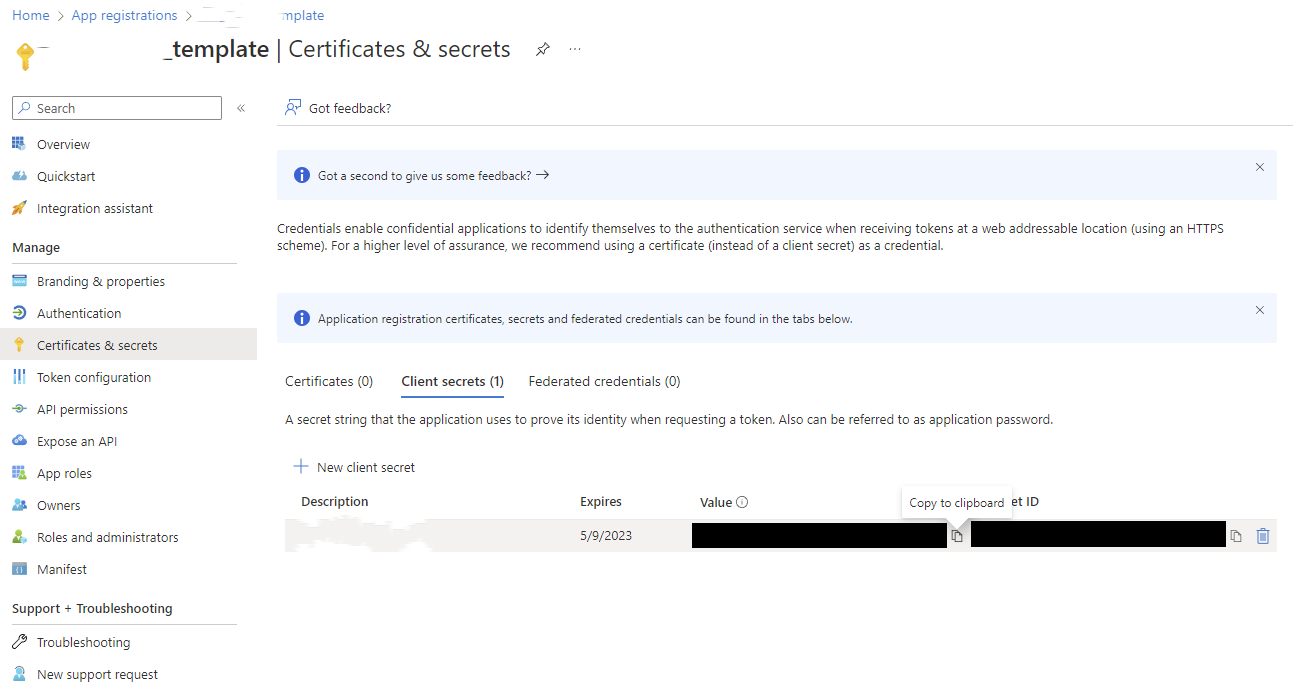 Home > App registrations > mplate
_template | Certificates & secrets ...
Search «
Overview
Quickstart
Integration assistant
Manage
Branding & properties
Authentication
Certificates & secrets
Token configuration
API permissions
Expose an API
App roles
Owners
Roles and administrators
Manifest
Support + Troubleshooting
Troubleshooting
New support request
Got feedback?
Got a second to give us some feedback? →
Credentials enable confidential applications to identify themselves to the authentication service when receiving tokens at a web addressable location (using an HTTPS
scheme). For a higher level of assurance, we recommend using a certificate (instead of a client secret) as a credential.
Application registration certificates, secrets and federated credentials can be found in the tabs below.
Certificates (0) Client secrets (1) Federated credentials (0)
A secret string that the application uses to prove its identity when requesting a token. Also can be referred to as application password.
New client secret
Description Expires Value Copy to clipboard et ID
5/9/2023